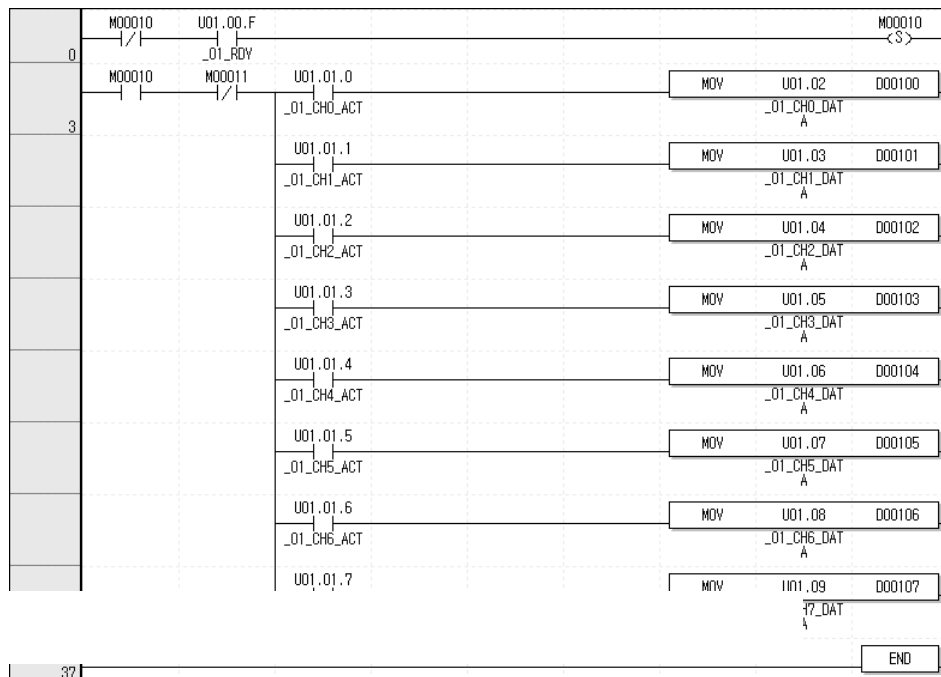 M00010 U01.00.F M00010
(S)
0 _01_RDY
M00010 M00011 U01.01.0 MOV U01.02 D00100
_01_CH0_ACT _01_CH0_DAT
A
3
U01.01.1 MOV U01.03 D00101
_01_CH1_ACT _01_CH1_DAT
A
U01.01.2 MOV U01.04 D00102
_01_CH2_ACT _01_CH2_DAT
A
U01.01.3 MOV U01.05 D00103
_01_CH3_ACT _01_CH3_DAT
A
U01.01.4 MOV U01.06 D00104
_01_CH4_ACT _01_CH4_DAT
A
U01.01.5 MOV U01.07 D00105
_01_CH5_ACT _01_CH5_DAT
A
U01.01.6 MOV U01.08 D00106
_01_CH6_ACT _01_CH6_DAT
A
U01.01.7 MOV U01.09 D00107
7_DAT
END
37